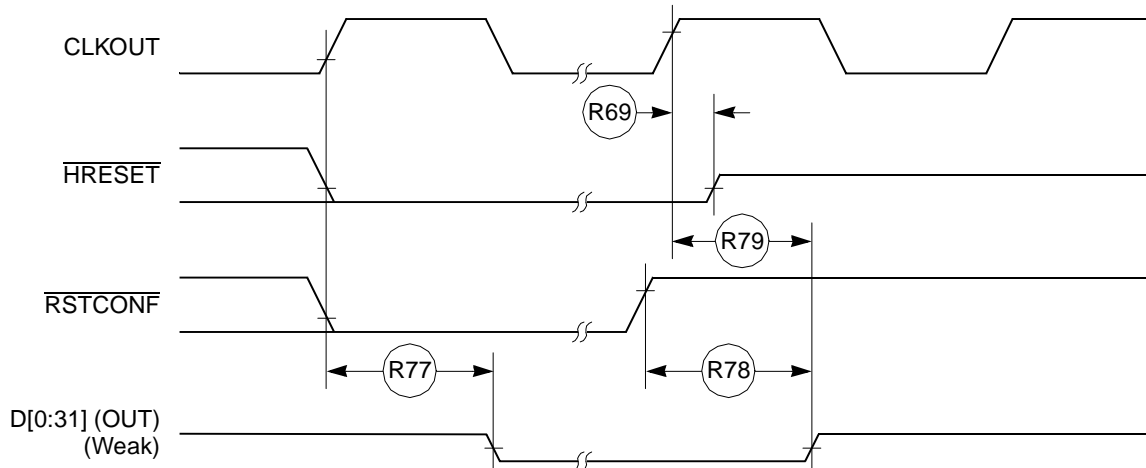 CLKOUT
R69
HRESET
R79
RSTCONF
R77
R78
D[0:31] (OUT)
(Weak)